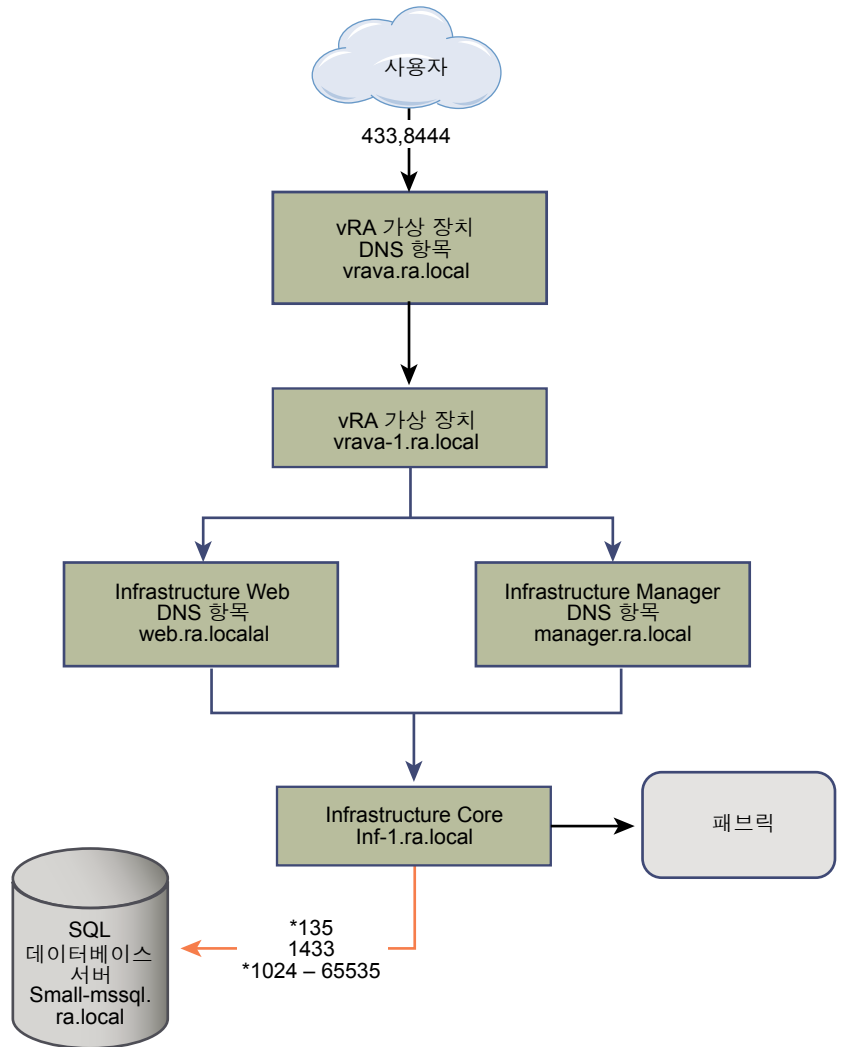 사용자
433,8444
vRA 가상 장치
DNS 항목
vrava.ra.local
vRA 가상 장치
vrava-1.ra.local
Infrastructure Web
DNS 항목
web.ra.localal
Infrastructure Manager
DNS 항목
manager.ra.local
Infrastructure Core
Inf-1.ra.local
패브릭
SQL
데이터베이스
서버
Small-mssql.
ra.local
*135
1433
*1024 – 65535